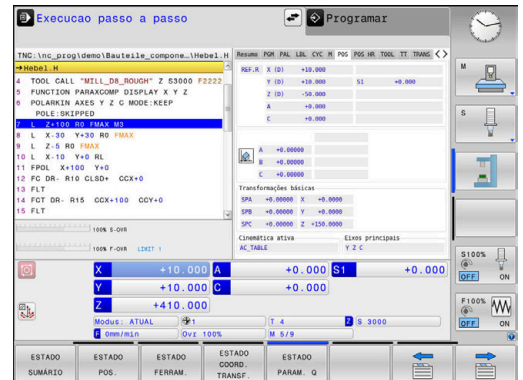 Execucao passo a passo
Programar
TNC:\nc_prog\demo\Bauteile_compone…\Hebel.H
→Hebel.H
4 TOOL CALL "MILL_D8_ROUGH" Z S3000 F2222
5 FUNCTION PARAXCOMP DISPLAY X Y Z
6 POLARKIN AXES Y Z C MODE:KEEP
POLE:SKIPPED
7 L Z+100 R0 FMAX M3
8 L X-30 Y+30 R0 FMAX
9 L Z-5 R0 FMAX
10 L X-10 Y+0 RL
11 FPOL X+100 Y+0
12 FC DR- R10 CLSD+ CCX+0
13 FLT
14 FCT DR- R15 CCX+100 CCY+0
15 FLT
100% S-OVR
100% F-OVR LIMIT 1
Resumo PGM PAL LBL CYC M POS POS HR TOOL TT TRANS
REF.R X (D) +10.000
Y (D) +10.000 S1 +0.000
Z (D) -50.000
A +0.000
C +0.000
A +0.00000
B +0.00000
C +0.00000
Transformações básicas
SPA +0.00000 X +0.0000
SPB +0.00000 Y +0.0000
SPC +0.00000 Z -150.0000
Cinemática ativa Eixos principais
AC_TABLE Y Z C
X +10.000 A +0.000 S1 +0.000
Y +10.000 C +0.000
Z +410.000
Modus: ATUAL 1 T 4 Z S 3000
F 0mm/min Ovr 100% M 5/9
M
S
S100%
OFF ON
F100%
OFF ON
ESTADO SUMÁRIO
ESTADO POS.
ESTADO FERRAM.
ESTADO COORD. TRANSF.
ESTADO PARAM. Q